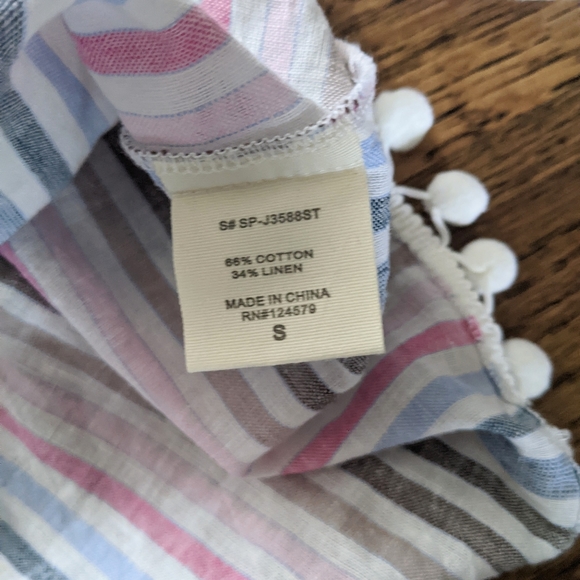 S# SP-J3588ST
66% COTTON
34% LINEN
MADE IN CHINA
RN#124579
S